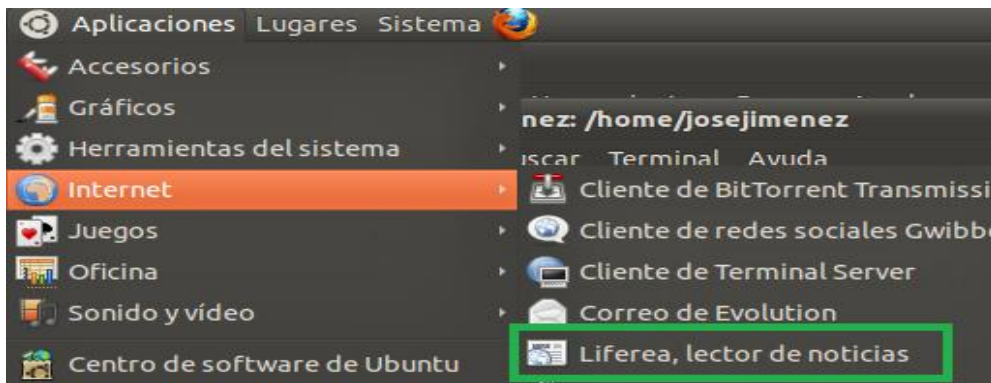 Aplicaciones Lugares Sistema
Accesorios
Gráficos
nez: /home/josejimenez
Herramientas del sistema
uscar Terminal Ayuda
Internet
Cliente de BitTorrent Transmissi
Juegos
Cliente de redes sociales Gwibbe
Oficina
Cliente de Terminal Server
Sonido y vídeo
Correo de Evolution
Liferea, lector de noticias
Centro de software de Ubuntu